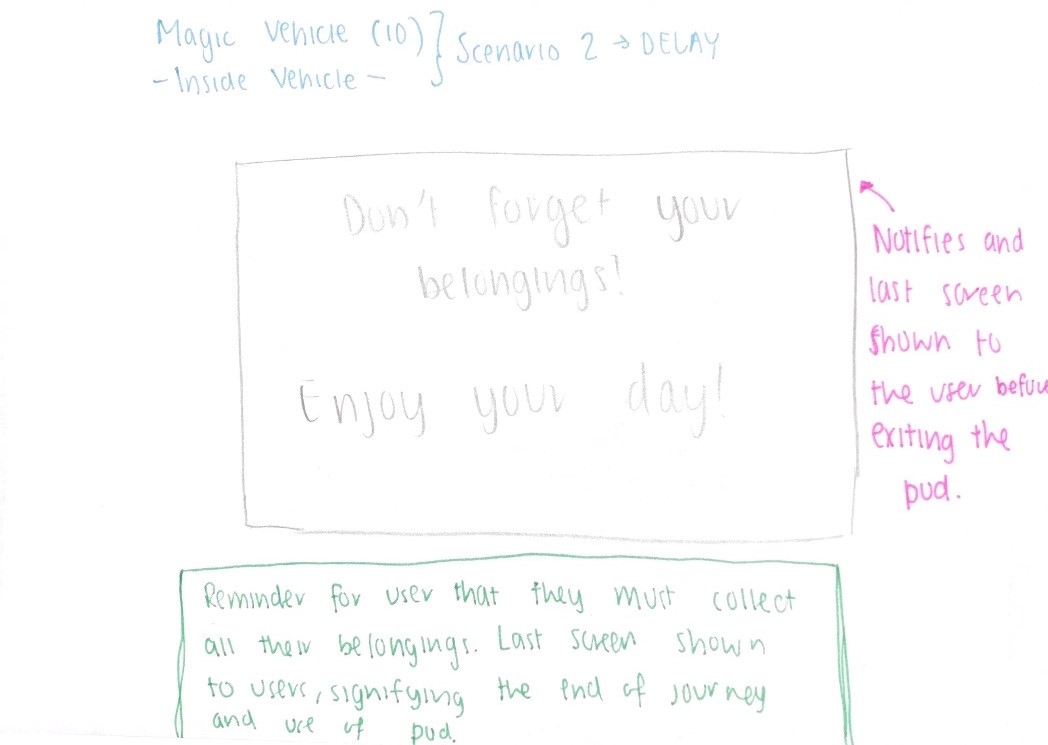 Magic Vehicle (10)
-Inside Vehicle-
Scenario 2 → DELAY
Don't forget your
belongings!
Enjoy your day!
Notifies and
last screen
shown to
the user before
exiting the
pod.
Reminder for user that they must collect
all their belongings. Last screen shown
to users, signifying the end of journey
and use of pod.